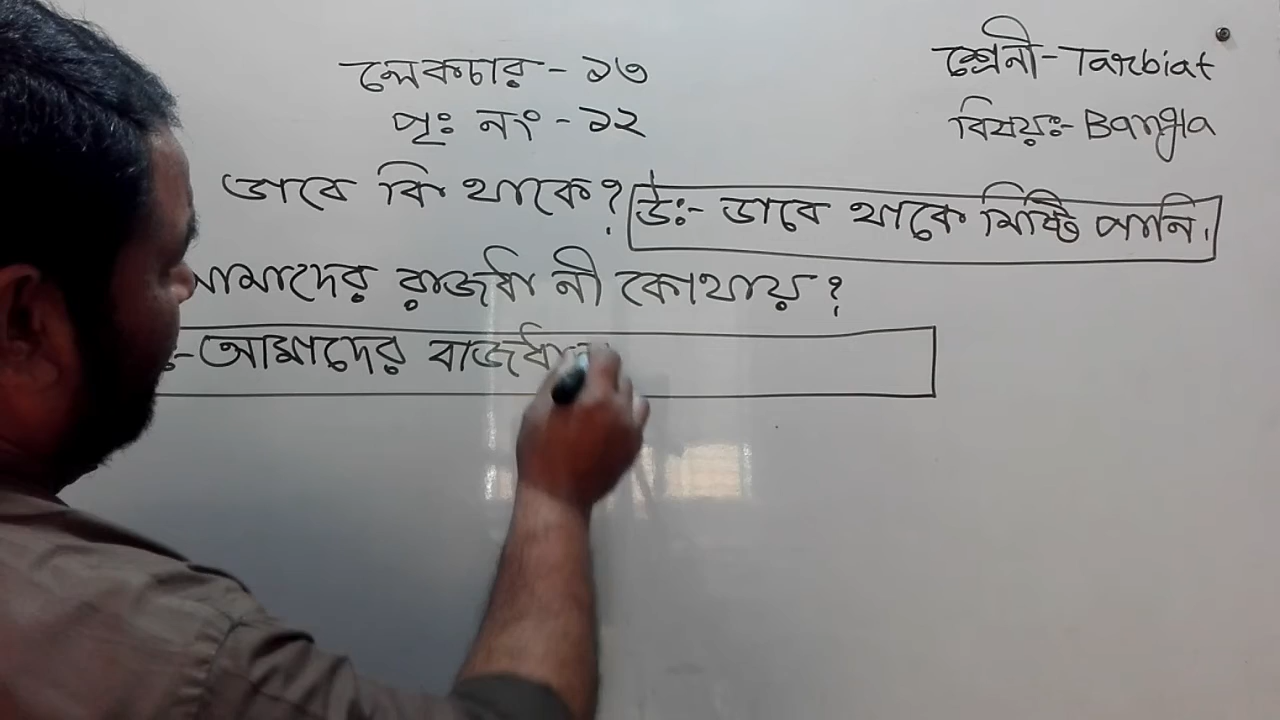 লেকচার - ১৩
পৃঃ নং - ১২
শ্রেনী - Tarbiat
বিষয়ঃ- Bangla
ডাবে কি থাকে? উঃ- ডাবে থাকে মিষ্টি পানি।
আমাদের রাজধানী কোথায়?
ঃ- আমাদের রাজধান